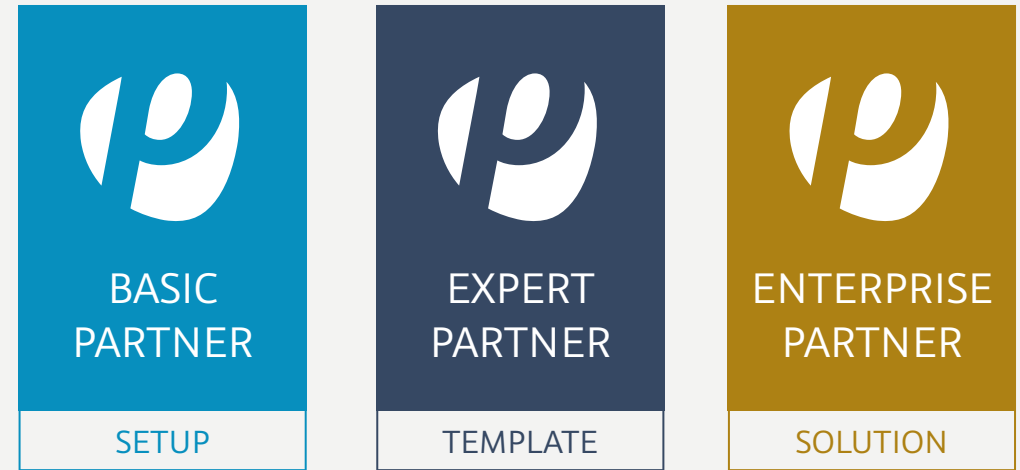 BASIC
PARTNER
SETUP
EXPERT
PARTNER
TEMPLATE
ENTERPRISE
PARTNER
SOLUTION